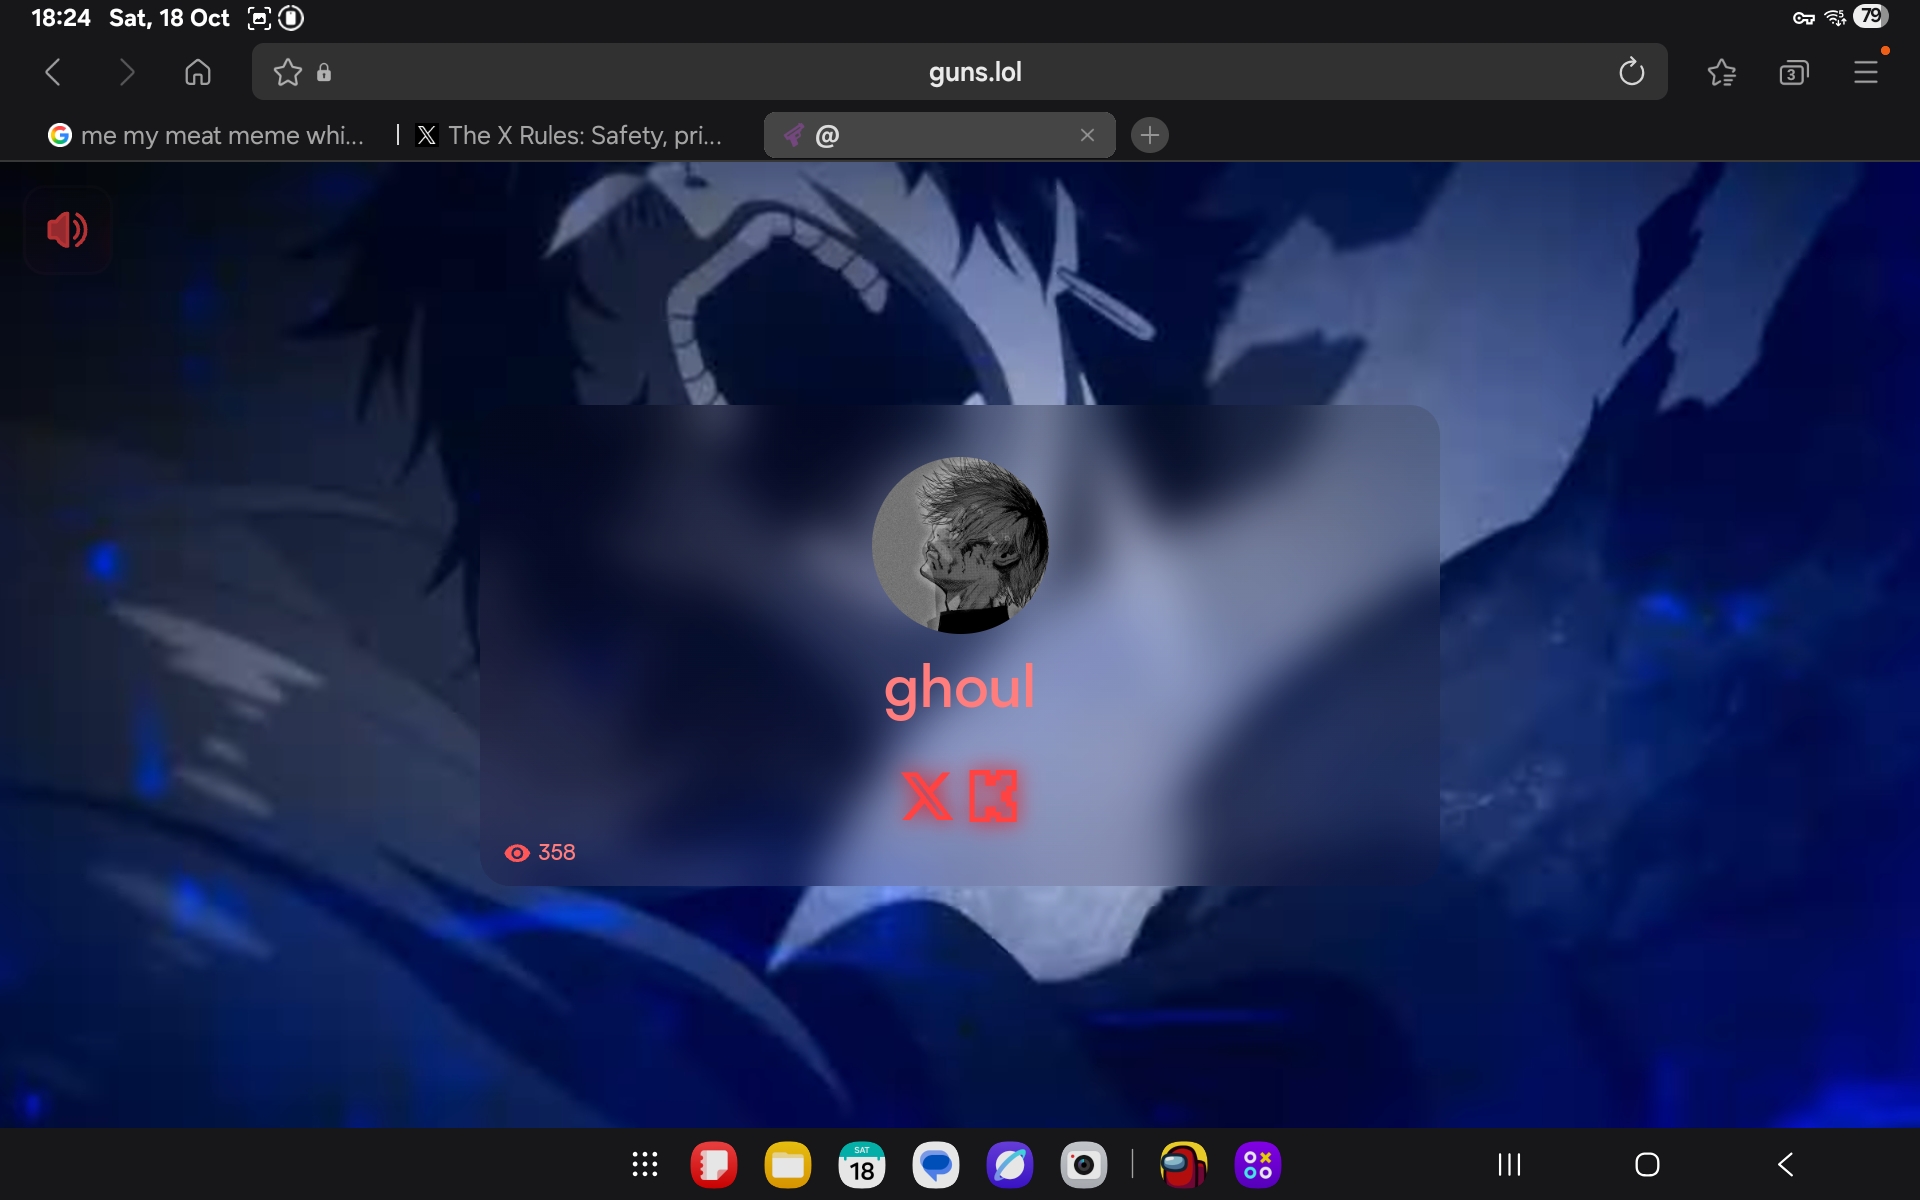 18:24 Sat, 18 Oct
79
guns.lol
3
me my meat meme whi...
The X Rules: Safety, pri...
@
ghoul
358
SAT
18